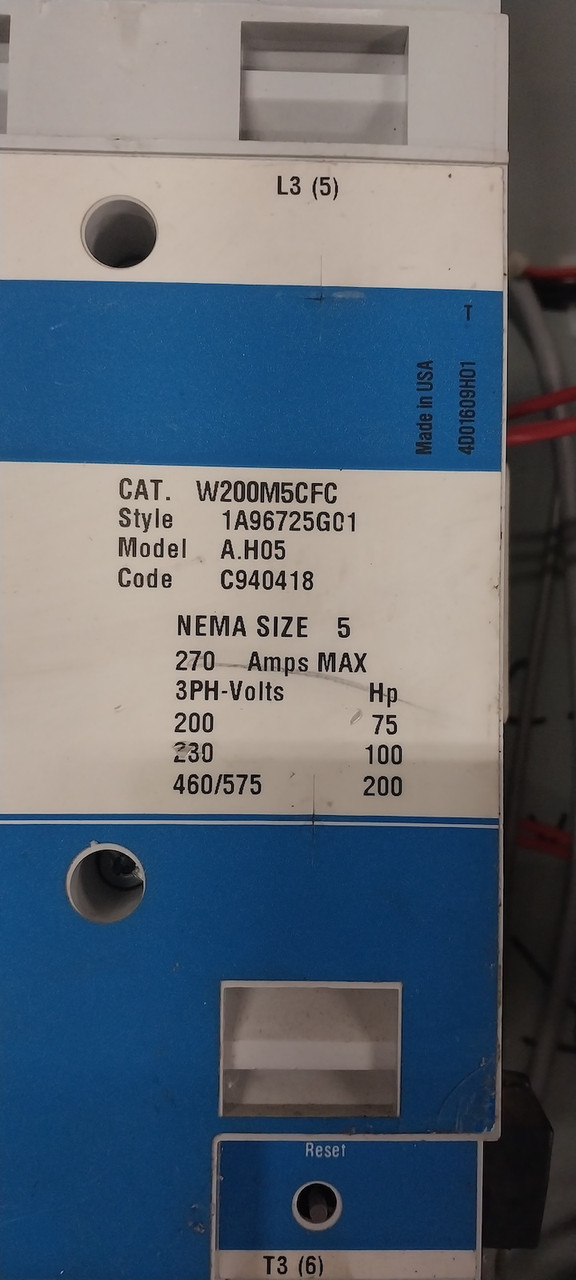 L3 (5)
T
Made in USA
4D01609H01
CAT. W200M5CFC
Style 1A96725G01
Model A.H05
Code C940418
NEMA SIZE 5
270 Amps MAX
3PH-Volts Hp
200 75
230 100
460/575 200
Reset
T3 (6)